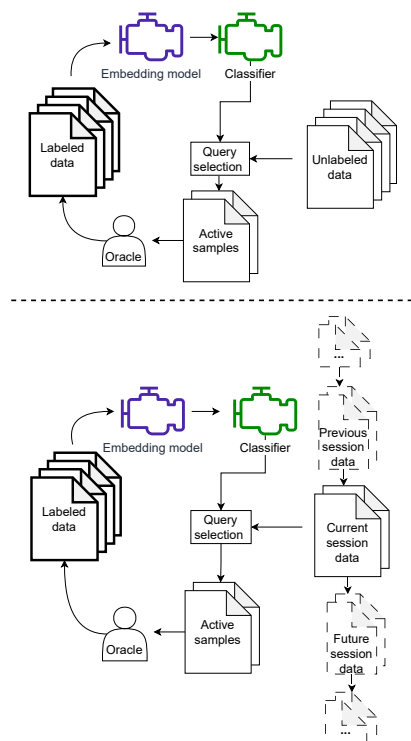 Embedding model
Classifier
Labeled
data
Query
selection
Unlabeled
data
Active
samples
Oracle
...
Embedding model
Classifier
Previous
session
data
Labeled
data
Query
selection
Current
session
data
Active
samples
Oracle
Future
session
data
...